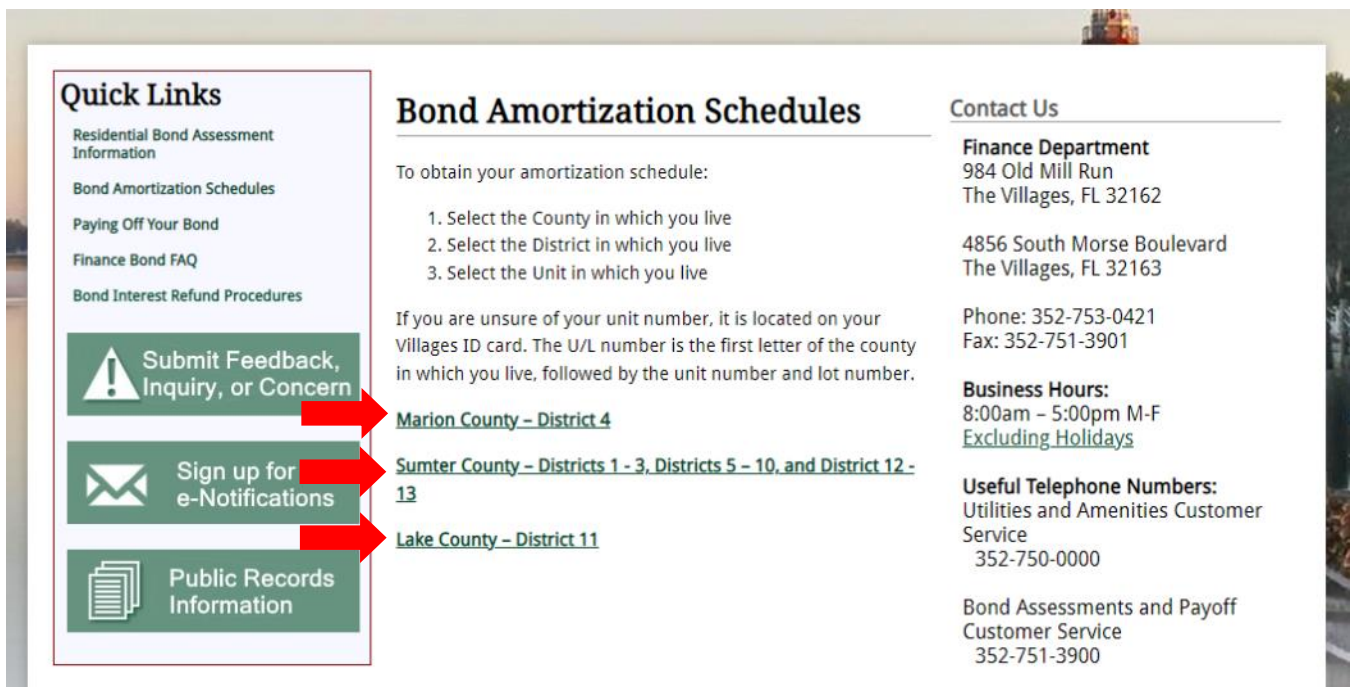 Quick Links
Residential Bond Assessment
Information
Bond Amortization Schedules
Paying Off Your Bond
Finance Bond FAQ
Bond Interest Refund Procedures
Submit Feedback,
Inquiry, or Concern
Sign up for
e-Notifications
Public Records
Information
Bond Amortization Schedules
To obtain your amortization schedule:
1. Select the County in which you live
2. Select the District in which you live
3. Select the Unit in which you live
If you are unsure of your unit number, it is located on your
Villages ID card. The U/L number is the first letter of the county
in which you live, followed by the unit number and lot number.
Marion County – District 4
Sumter County – Districts 1 - 3, Districts 5 – 10, and District 12 -
13
Lake County – District 11
Contact Us
Finance Department
984 Old Mill Run
The Villages, FL 32162
4856 South Morse Boulevard
The Villages, FL 32163
Phone: 352-753-0421
Fax: 352-751-3901
Business Hours:
8:00am – 5:00pm M-F
Excluding Holidays
Useful Telephone Numbers:
Utilities and Amenities Customer
Service
352-750-0000
Bond Assessments and Payoff
Customer Service
352-751-3900